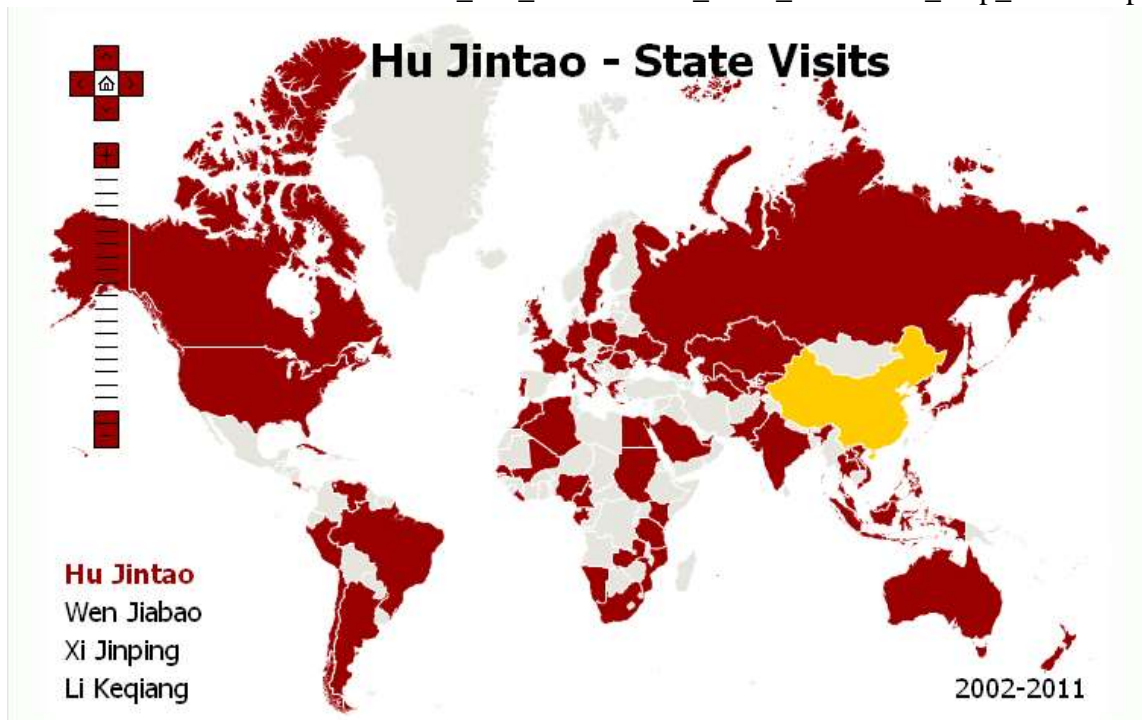 Hu Jintao - State Visits
Hu Jintao
Wen Jiabao
Xi Jinping
Li Keqiang
2002-2011